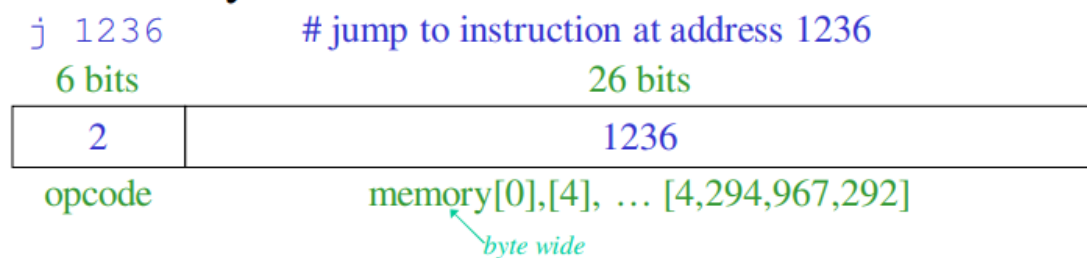 j 1236 # jump to instruction at address 1236
6 bits 26 bits
2 1236
opcode memory[0],[4], … [4,294,967,292]
byte wide